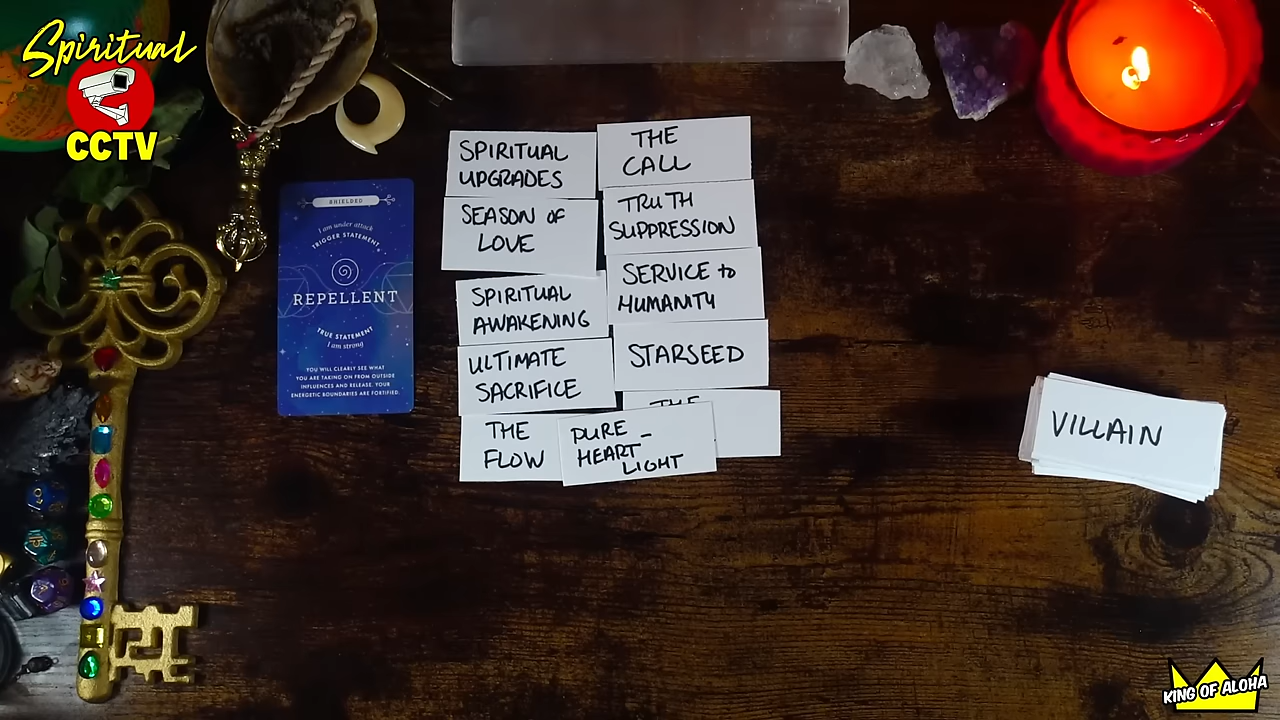 Spiritual
CCTV
SHIELDED
I am under attack
TRIGGER STATEMENT
REPELLENT
TRUE STATEMENT
I am strong
YOU WILL CLEARLY SEE WHAT
YOU ARE TAKING ON FROM OUTSIDE
INFLUENCES AND RELEASE. YOUR
ENERGETIC BOUNDARIES ARE FORTIFIED.
SPIRITUAL
UPGRADES
SEASON OF
LOVE
SPIRITUAL
AWAKENING
ULTIMATE
SACRIFICE
THE
FLOW
THE
CALL
TRUTH
SUPPRESSION
SERVICE to
HUMANITY
STARSEED
THE
PURE-
HEART
LIGHT
VILLAIN
KING OF ALOHA